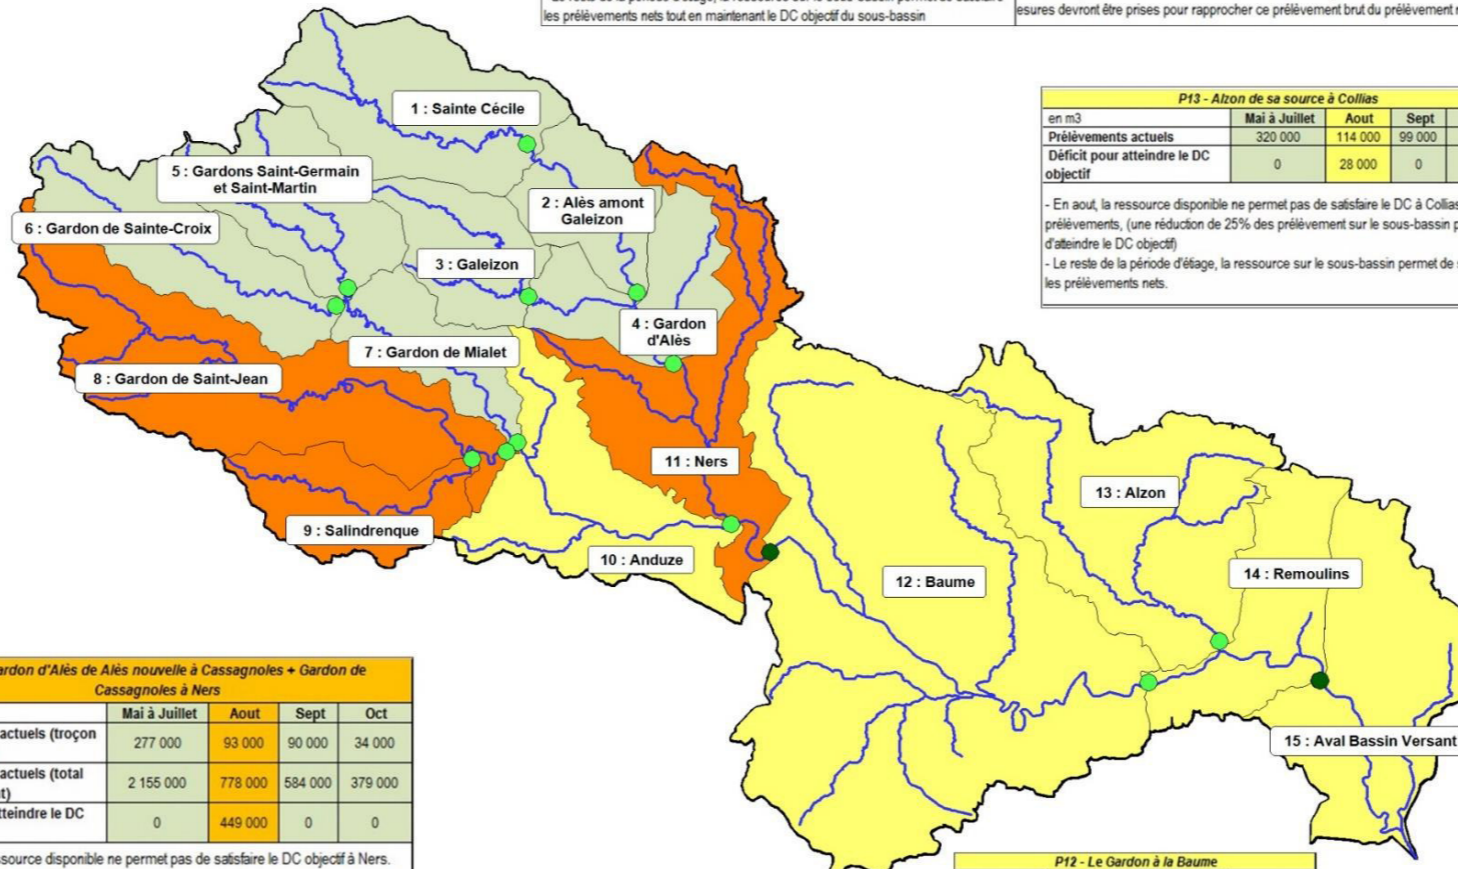 les prélèvements nets tout en maintenant le DC objectif du sous-bassin
esures devront être prises pour rapprocher ce prélèvement brut du prélèvement
P13 - Alzon de sa source à Collias
en m3 Mai à Juillet Aout Sept
Prélèvements actuels 320 000 114 000 99 000
Déficit pour atteindre le DC
objectif 0 28 000 0
- En aout, la ressource disponible ne permet pas de satisfaire le DC à Collias
prélèvements, (une réduction de 25% des prélèvement sur le sous-bassin p
d'atteindre le DC objectif)
- Le reste de la période d'étiage, la ressource sur le sous-bassin permet de s
les prélèvements nets.
1 : Sainte Cécile
5 : Gardons Saint-Germain
et Saint-Martin
2 : Alès amont
Galeizon
6 : Gardon de Sainte-Croix
3 : Galeizon
4 : Gardon
d'Alès
7 : Gardon de Mialet
8 : Gardon de Saint-Jean
11 : Ners
13 : Alzon
9 : Salindrenque
10 : Anduze
12 : Baume
14 : Remoulins
15 : Aval Bassin Versant
ardon d'Alès de Alès nouvelle à Cassagnoles + Gardon de
Cassagnoles à Ners
Mai à Juillet Aout Sept Oct
actuels (troçon
277 000 93 000 90 000 34 000
actuels (total
t)
2 155 000 778 000 584 000 379 000
tteindre le DC
0 449 000 0 0
ssource disponible ne permet pas de satisfaire le DC objectif à Ners.
P12 - Le Gardon à la Baume